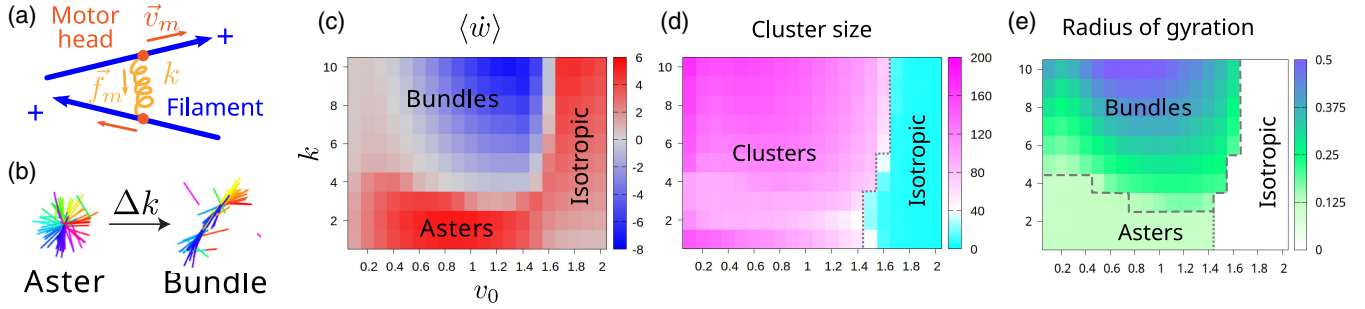 (a)
Motor head
v⃗_m
+
f⃗_m
k
+
Filament
(b)
Δk
Aster
Bundle
(c)
⟨ẇ⟩
k
10
8
6
4
2
Bundles
Asters
Isotropic
0.2 0.4 0.6 0.8 1 1.2 1.4 1.6 1.8 2
v₀
6
4
2
0
-2
-4
-6
-8
(d)
Cluster size
10
8
6
4
2
Clusters
Isotropic
0.2 0.4 0.6 0.8 1 1.2 1.4 1.6 1.8 2
200
160
120
80
40
0
(e)
Radius of gyration
10
8
6
4
2
Bundles
Asters
Isotropic
0.2 0.4 0.6 0.8 1 1.2 1.4 1.6 1.8 2
0.5
0.375
0.25
0.125
0